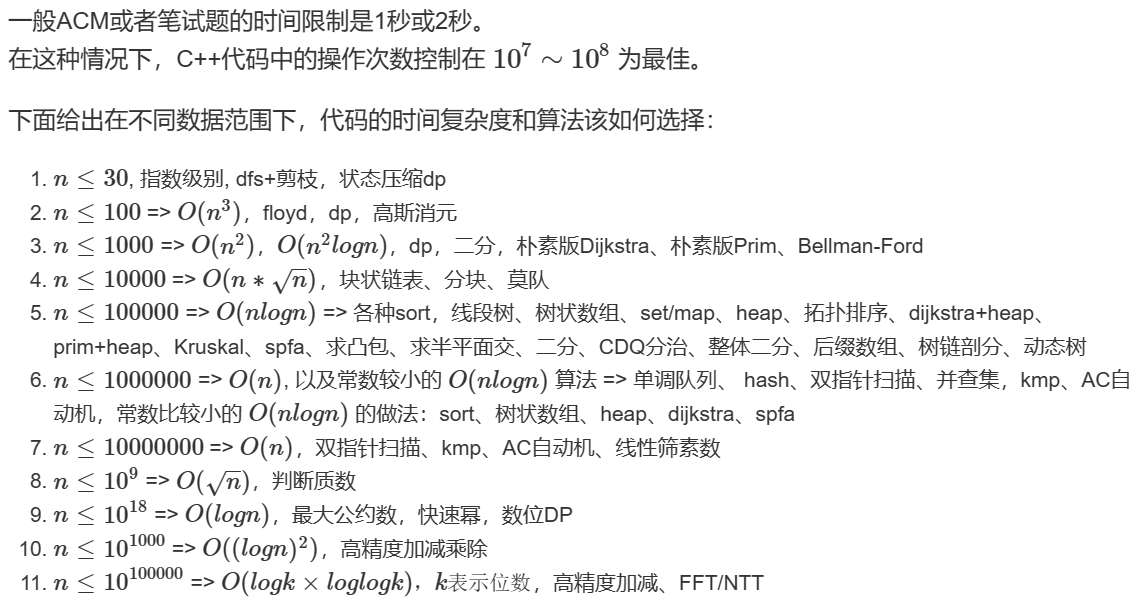 一般ACM或者笔试题的时间限制是1秒或2秒。
在这种情况下，C++代码中的操作次数控制在 10^7 ∼ 10^8 为最佳。
下面给出在不同数据范围下，代码的时间复杂度和算法该如何选择：
1. n ≤ 30, 指数级别, dfs+剪枝，状态压缩dp
2. n ≤ 100 => O(n^3)，floyd，dp，高斯消元
3. n ≤ 1000 => O(n^2)，O(n^2logn)，dp，二分，朴素版Dijkstra、朴素版Prim、Bellman-Ford
4. n ≤ 10000 => O(n ∗ √n)，块状链表、分块、莫队
5. n ≤ 100000 => O(nlogn) => 各种sort，线段树、树状数组、set/map、heap、拓扑排序、dijkstra+heap、
prim+heap、Kruskal、spfa、求凸包、求半平面交、二分、CDQ分治、整体二分、后缀数组、树链剖分、动态树
6. n ≤ 1000000 => O(n), 以及常数较小的 O(nlogn) 算法 => 单调队列、 hash、双指针扫描、并查集，kmp、AC自
动机，常数比较小的 O(nlogn) 的做法：sort、树状数组、heap、dijkstra、spfa
7. n ≤ 10000000 => O(n)，双指针扫描、kmp、AC自动机、线性筛素数
8. n ≤ 10^9 => O(√n)，判断质数
9. n ≤ 10^18 => O(logn)，最大公约数，快速幂，数位DP
10. n ≤ 10^1000 => O((logn)^2)，高精度加减乘除
11. n ≤ 10^100000 => O(logk × loglogk)，k表示位数，高精度加减、FFT/NTT